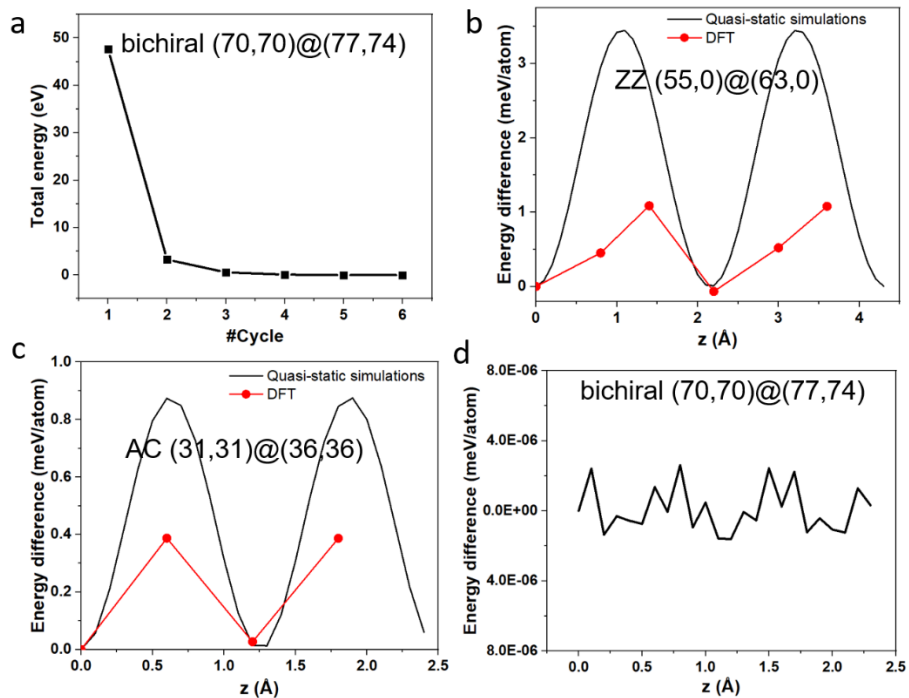 a
bichiral (70,70)@(77,74)
Total energy (eV)
50
40
30
20
10
0
1 2 3 4 5 6
#Cycle
b
Quasi-static simulations
DFT
ZZ (55,0)@(63,0)
Energy difference (meV/atom)
3
2
1
0
0 1 2 3 4
z (Å)
c
Quasi-static simulations
DFT
AC (31,31)@(36,36)
Energy difference (meV/atom)
1.0
0.8
0.6
0.4
0.2
0.0
0.0 0.5 1.0 1.5 2.0 2.5
z (Å)
d
bichiral (70,70)@(77,74)
Energy difference (meV/atom)
8.0E-06
4.0E-06
0.0E+00
4.0E-06
8.0E-06
0.0 0.5 1.0 1.5 2.0 2.5
z (Å)